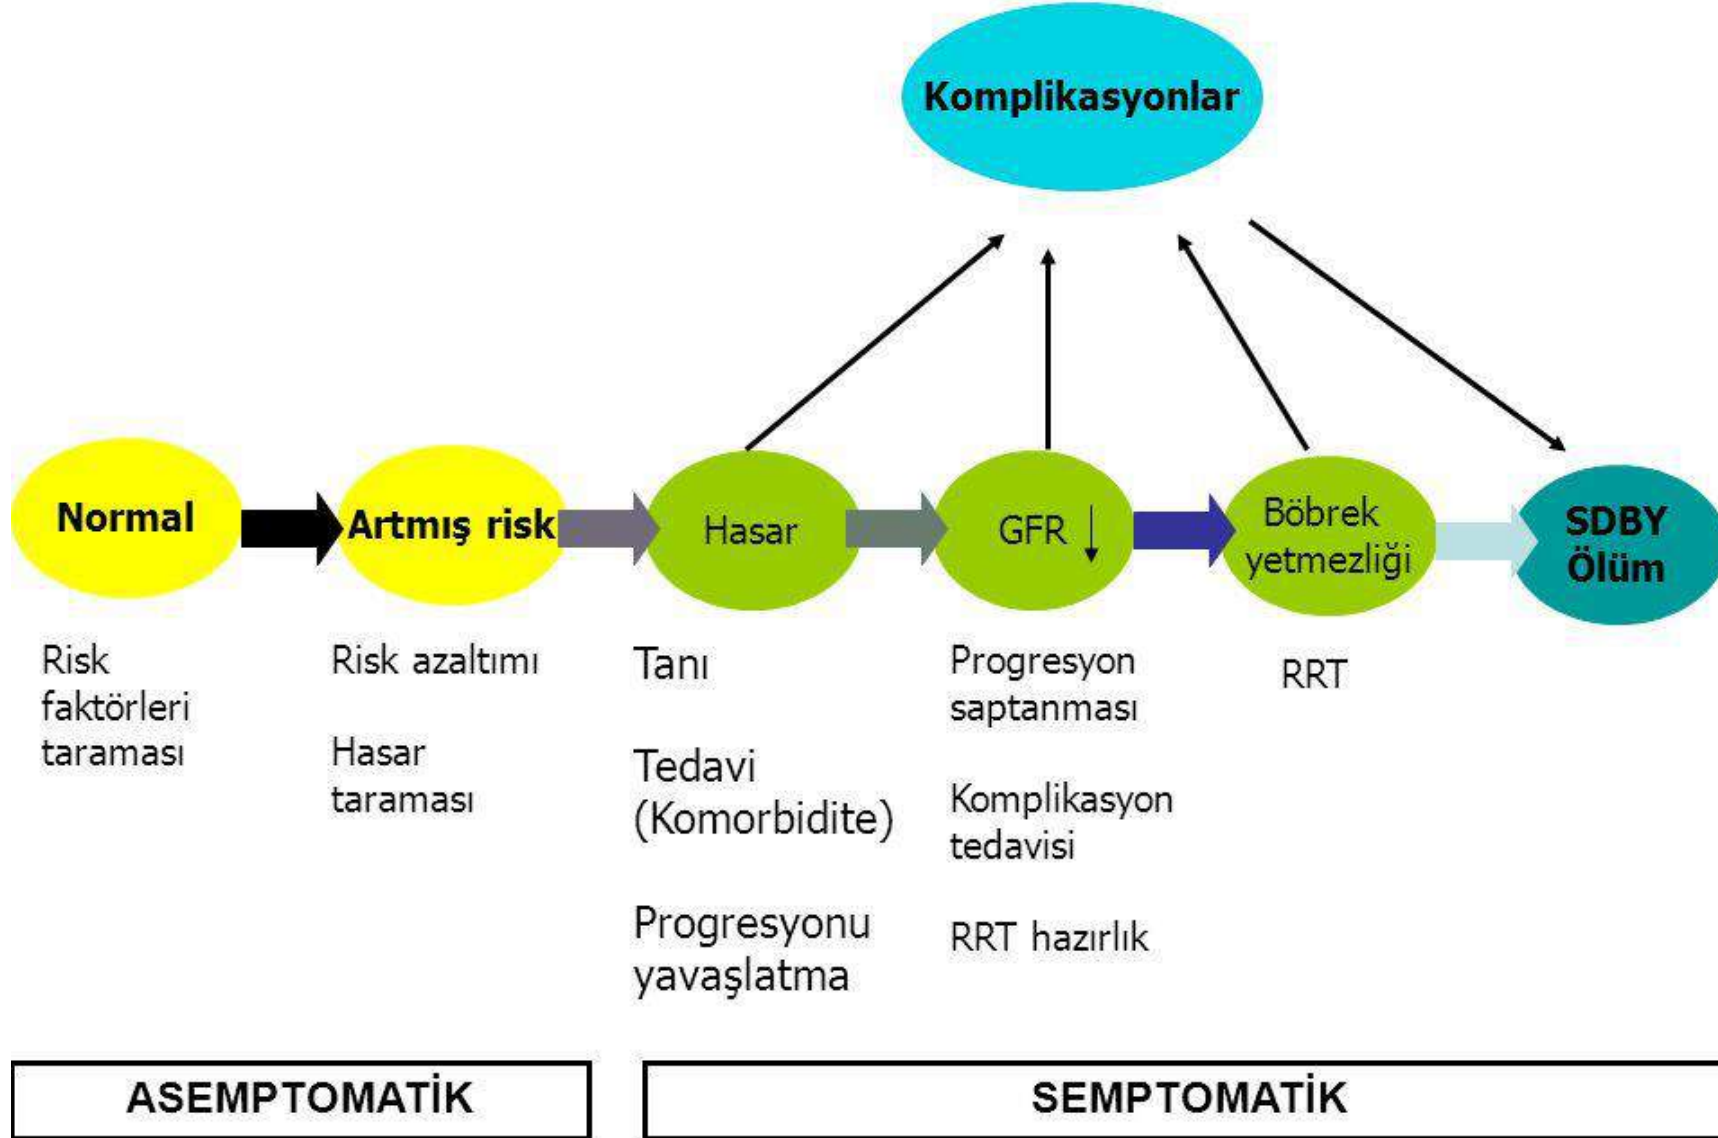 Komplikasyonlar
Normal
Artmış risk
Hasar
GFR ↓
Böbrek
yetmezliği
SDBY
Ölüm
Risk
faktörleri
taraması
Risk azaltımı
Hasar
taraması
Tanı
Tedavi
(Komorbidite)
Progresyonu
yavaşlatma
Progresyon
saptanması
Komplikasyon
tedavisi
RRT hazırlık
RRT
ASEMPTOMATİK
SEMPTOMATİK